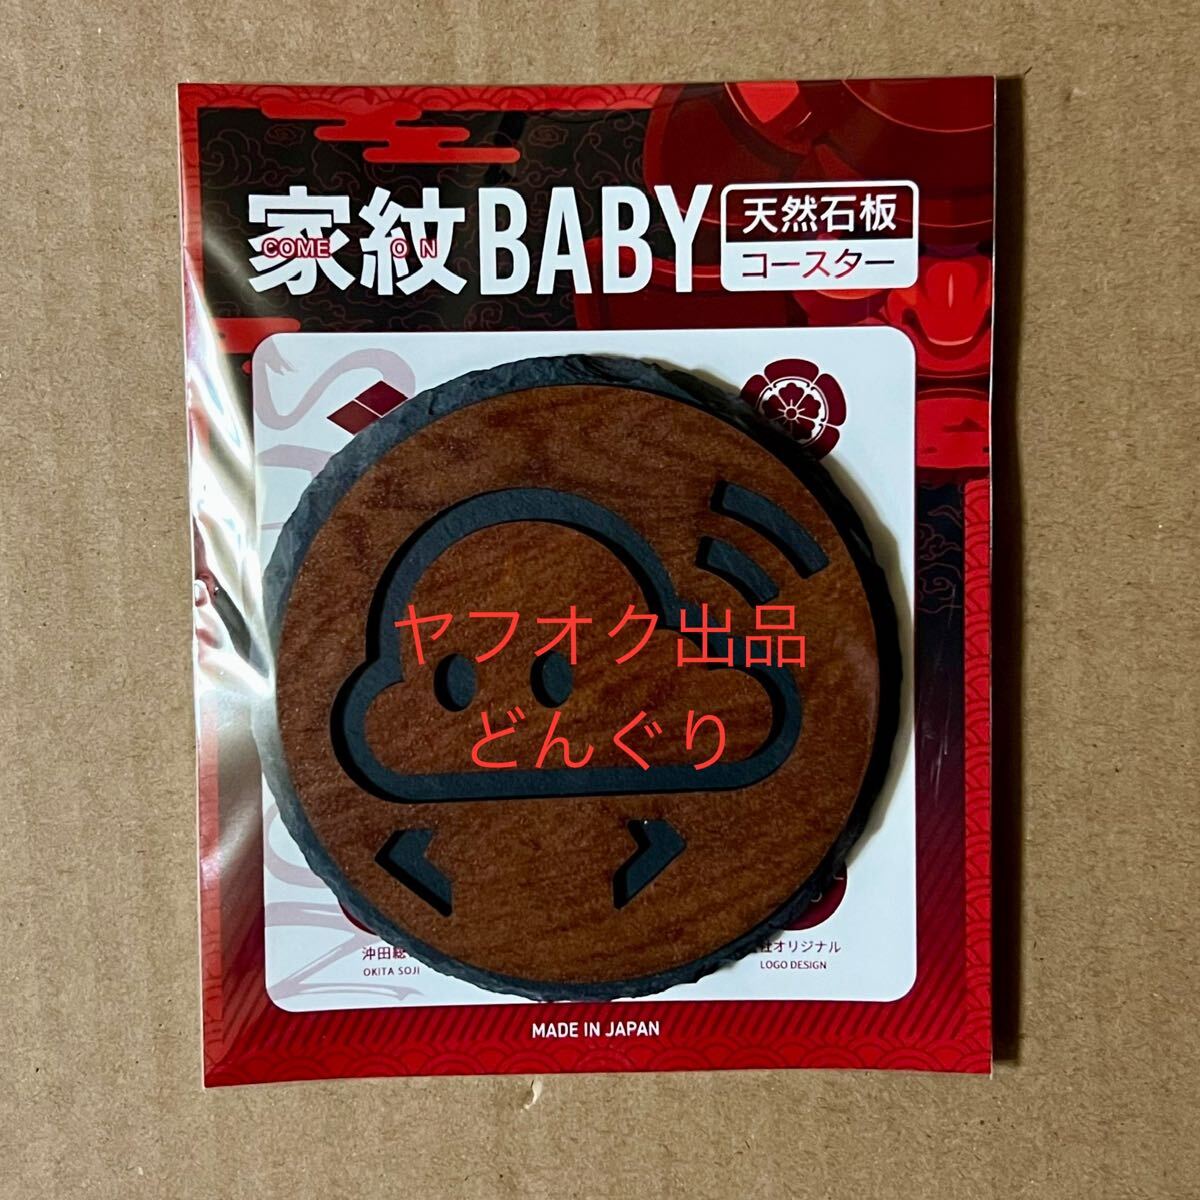 家紋BABY
COME ON
天然石板
コースター
ヤフオク出品
どんぐり
沖田総
OKITA SOJI
社オリジナル
LOGO DESIGN
MADE IN JAPAN